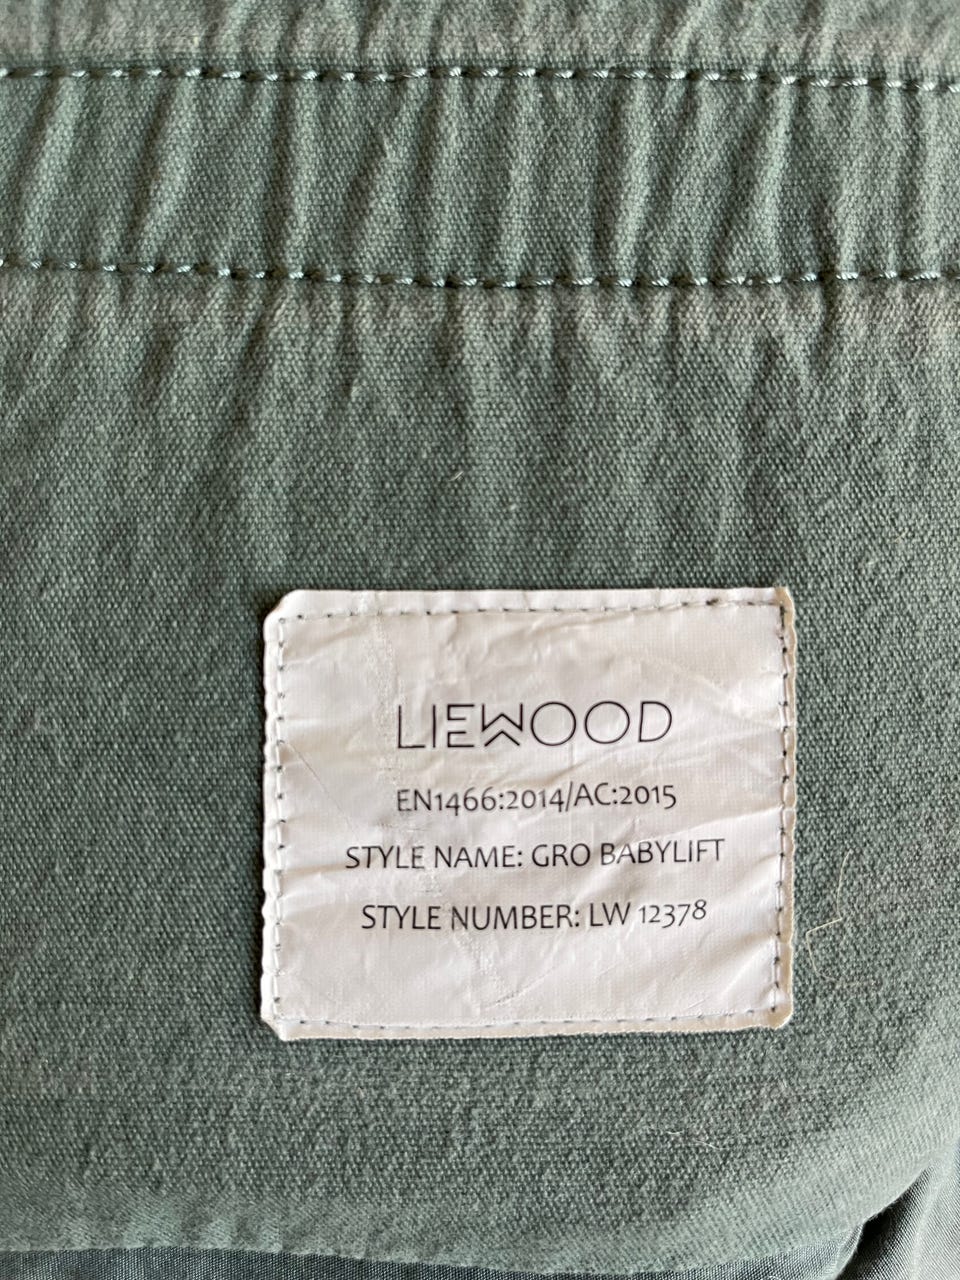 LIEWOOD
EN1466:2014/AC:2015
STYLE NAME: GRO BABYLIFT
STYLE NUMBER: LW 12378